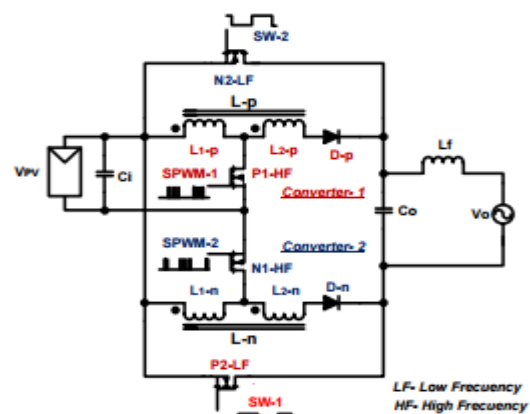 SW-2
N2-LF
L-p
L1-p
L2-p
D-p
SPWM-1
P1-HF
Converter- 1
VPV
Ci
Lf
Co
Vo
SPWM-2
Converter- 2
N1-HF
L1-n
L2-n
D-n
L-n
P2-LF
SW-1
LF- Low Frecuency
HF- High Frecuency